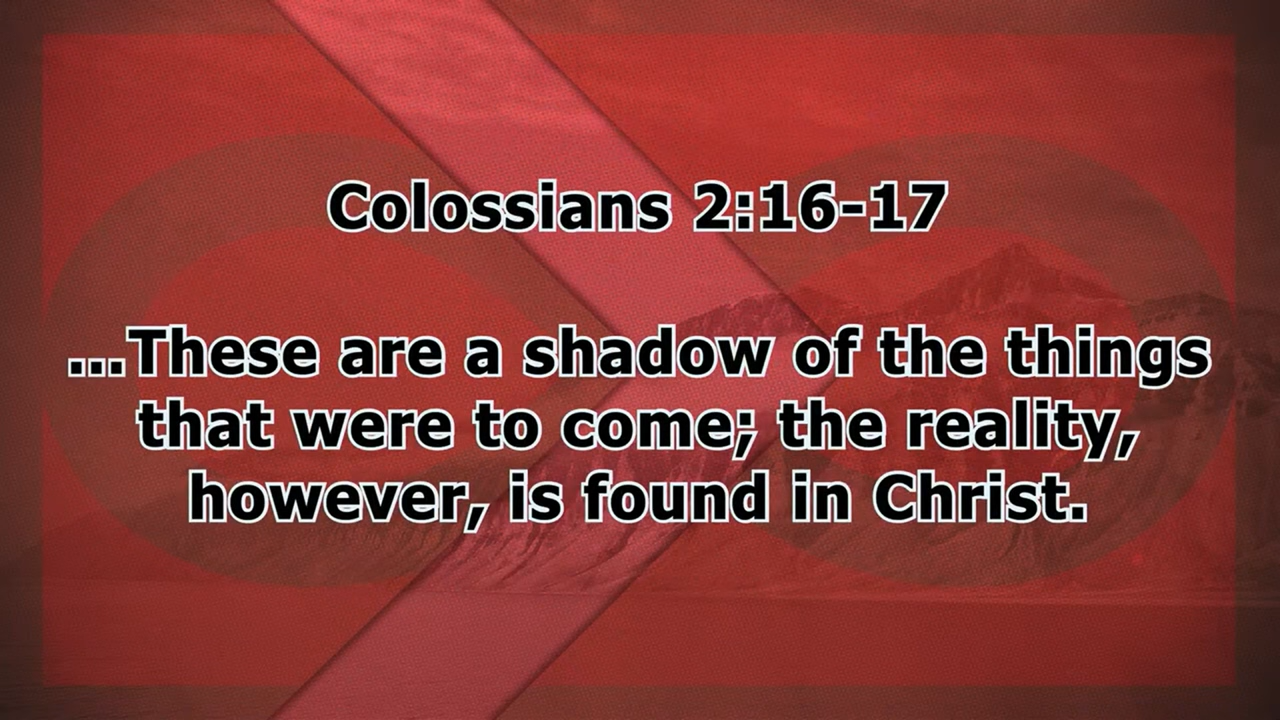 Colossians 2:16-17
...These are a shadow of the things
that were to come; the reality,
however, is found in Christ.